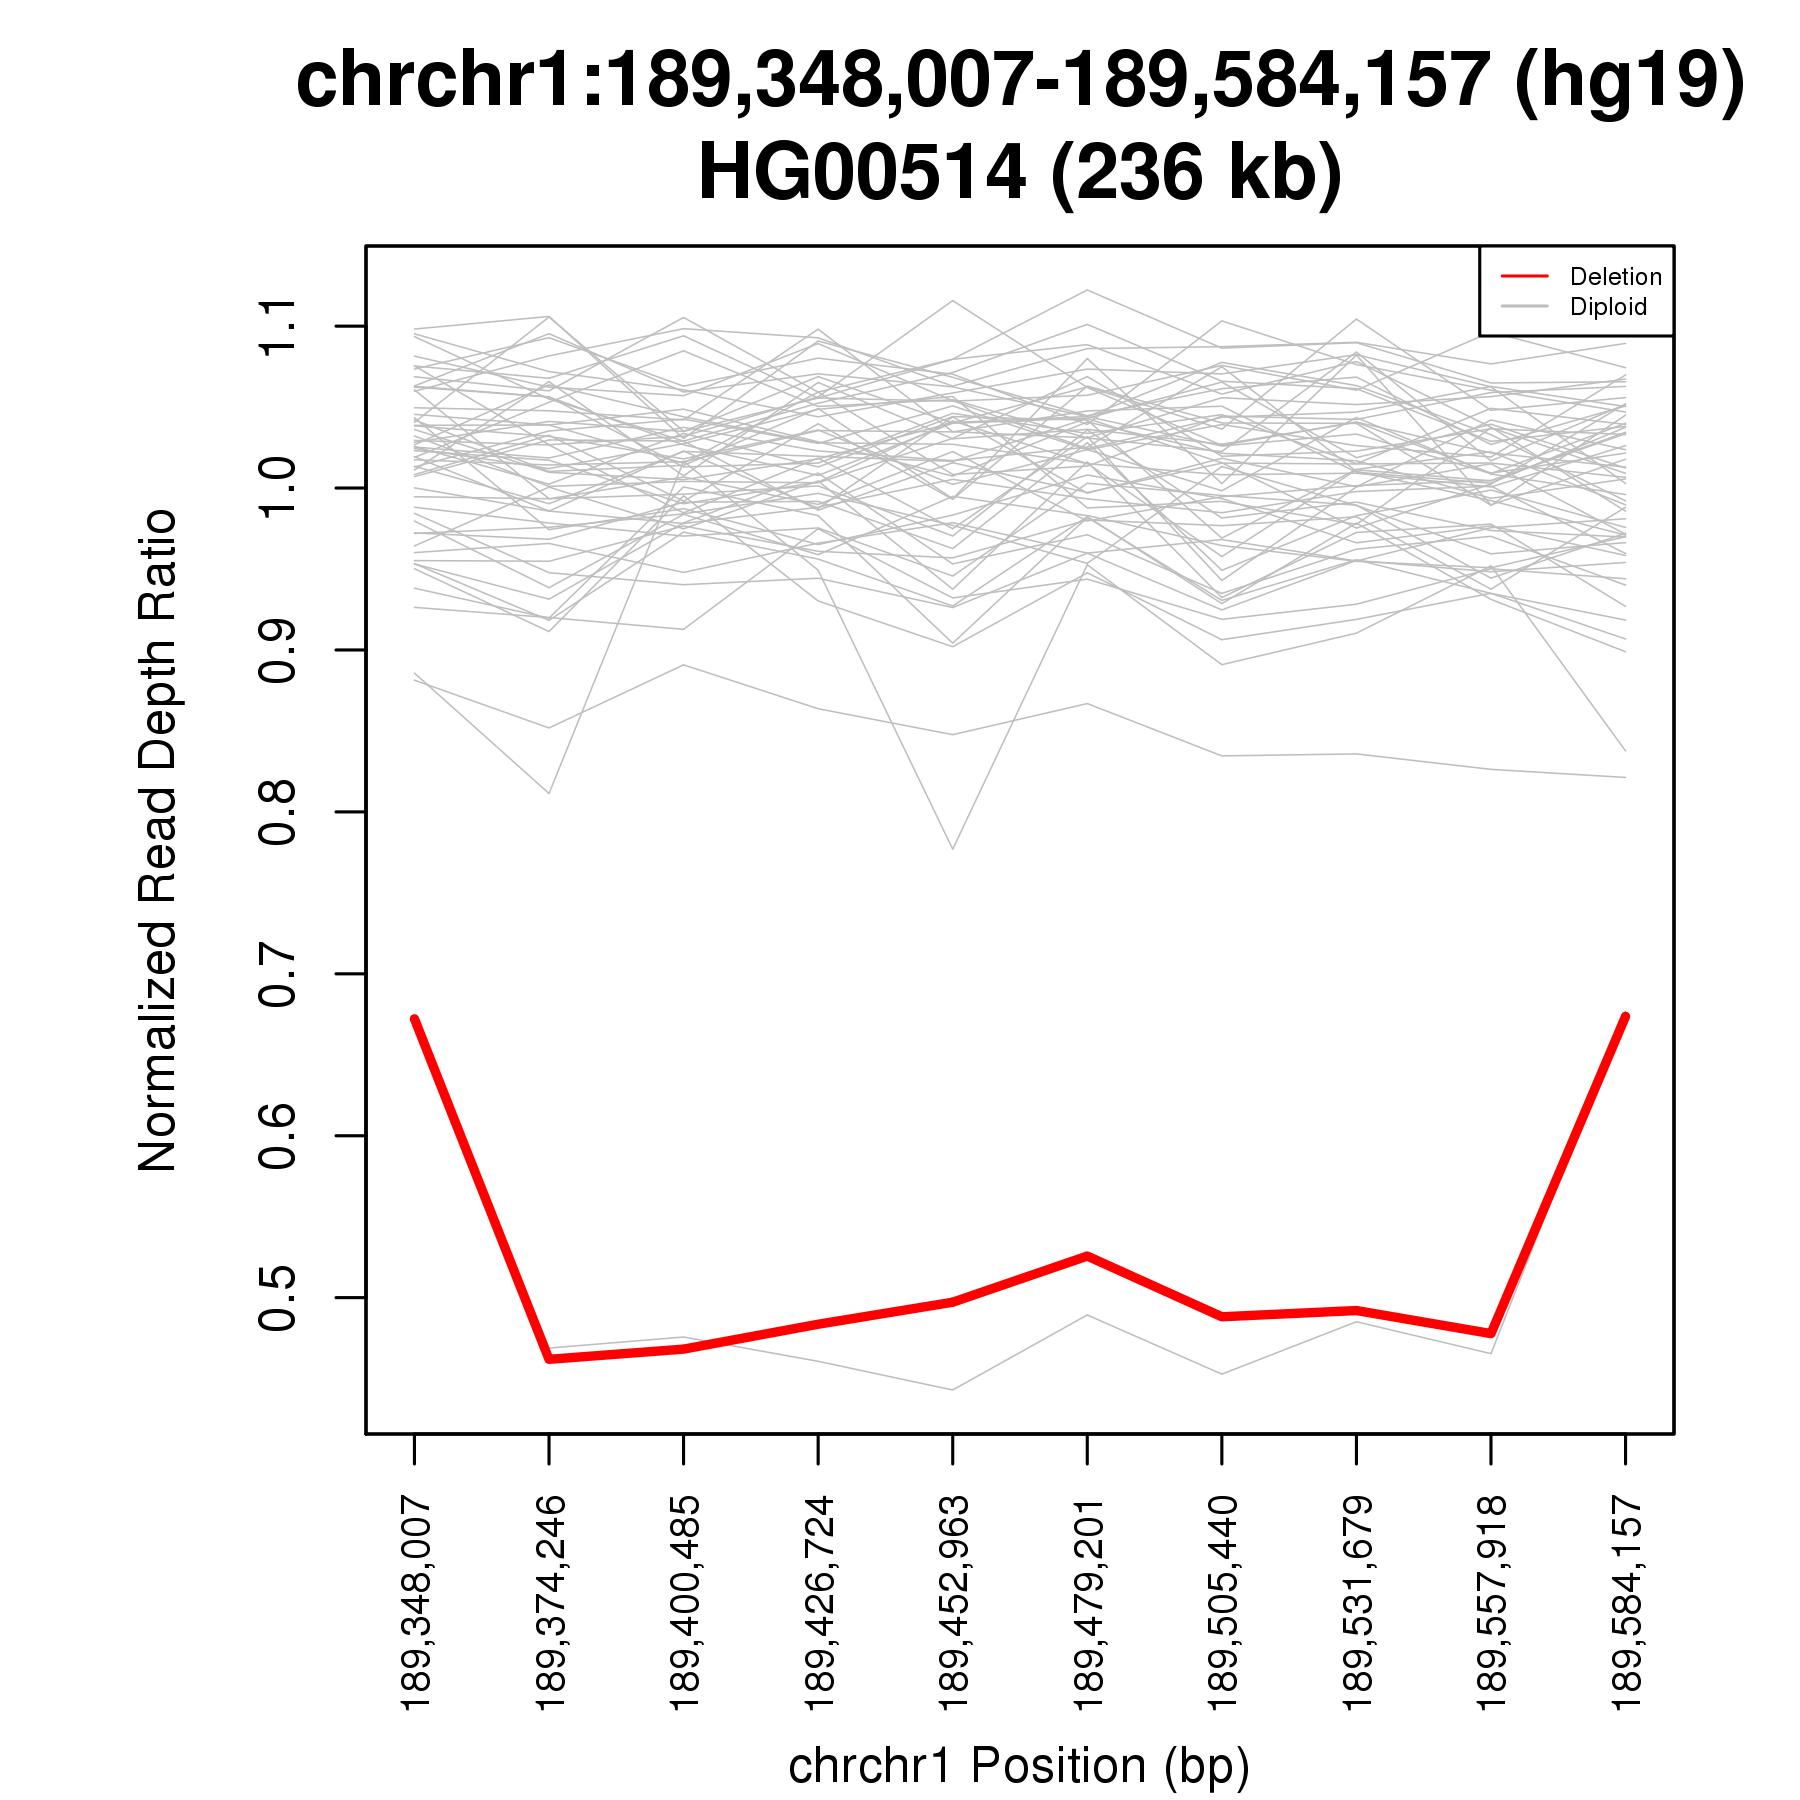 chrchr1:189,348,007-189,584,157 (hg19)
HG00514 (236 kb)
Deletion
Diploid
Normalized Read Depth Ratio
1.1
1.0
0.9
0.8
0.7
0.6
0.5
189,348,007
189,374,246
189,400,485
189,426,724
189,452,963
189,479,201
189,505,440
189,531,679
189,557,918
189,584,157
chrchr1 Position (bp)